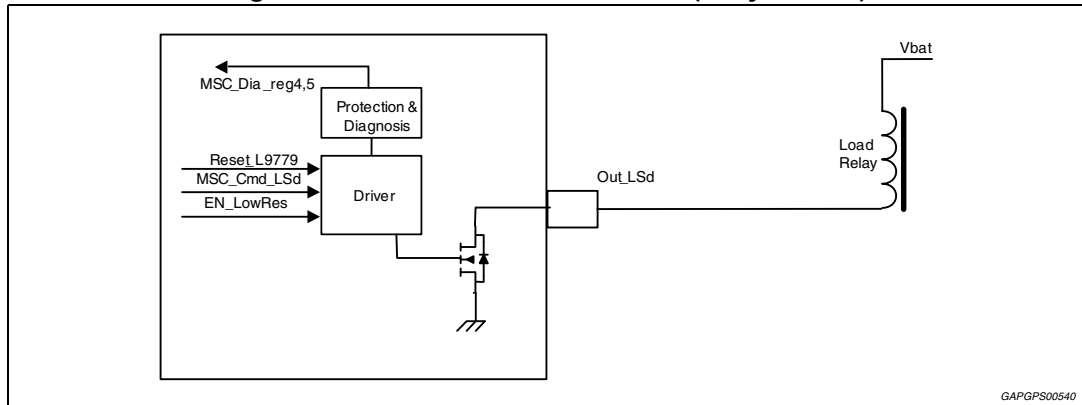 Vbat
MSC_Dia_reg4,5
Protection &
Diagnosis
Load
Relay
Reset_L9779
MSC_Cmd_LSd
EN_LowRes
Driver
Out_LSd
GAPGPS00540